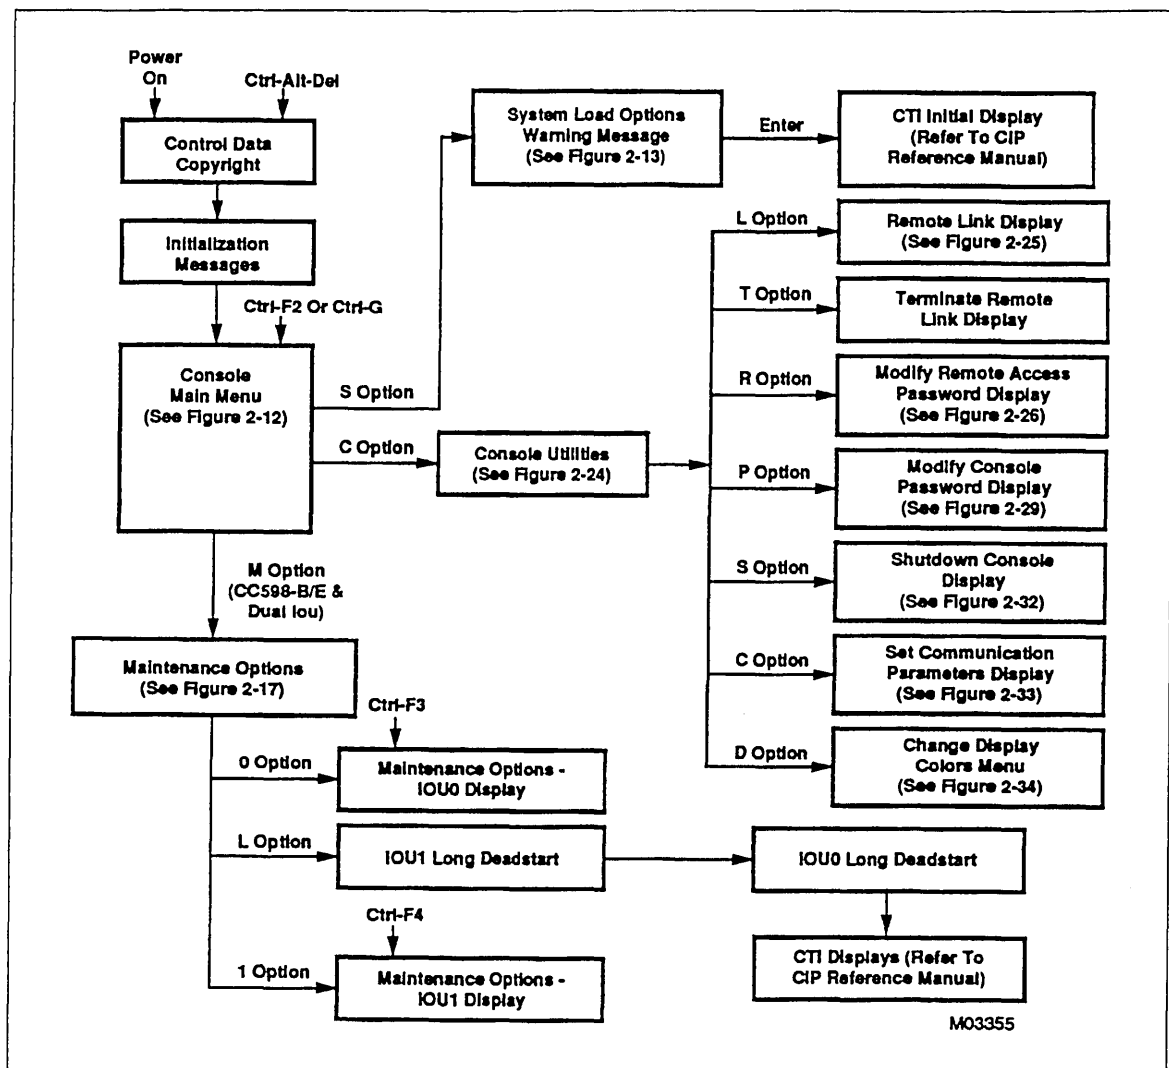 Power
On
Ctrl-Alt-Del
Control Data
Copyright
Initialization
Messages
Ctrl-F2 Or Ctrl-G
Console
Main Menu
(See Figure 2-12)
S Option
System Load Options
Warning Message
(See Figure 2-13)
Enter
CTI Initial Display
(Refer To CIP
Reference Manual)
C Option
Console Utilities
(See Figure 2-24)
L Option
Remote Link Display
(See Figure 2-25)
T Option
Terminate Remote
Link Display
R Option
Modify Remote Access
Password Display
(See Figure 2-26)
P Option
Modify Console
Password Display
(See Figure 2-29)
S Option
Shutdown Console
Display
(See Figure 2-32)
C Option
Set Communication
Parameters Display
(See Figure 2-33)
D Option
Change Display
Colors Menu
(See Figure 2-34)
M Option
(CC598-B/E &
Dual Iou)
Maintenance Options
(See Figure 2-17)
Ctrl-F3
0 Option
Maintenance Options -
IOU0 Display
L Option
IOU1 Long Deadstart
IOU0 Long Deadstart
CTI Displays (Refer To
CIP Reference Manual)
Ctrl-F4
1 Option
Maintenance Options -
IOU1 Display
M03355